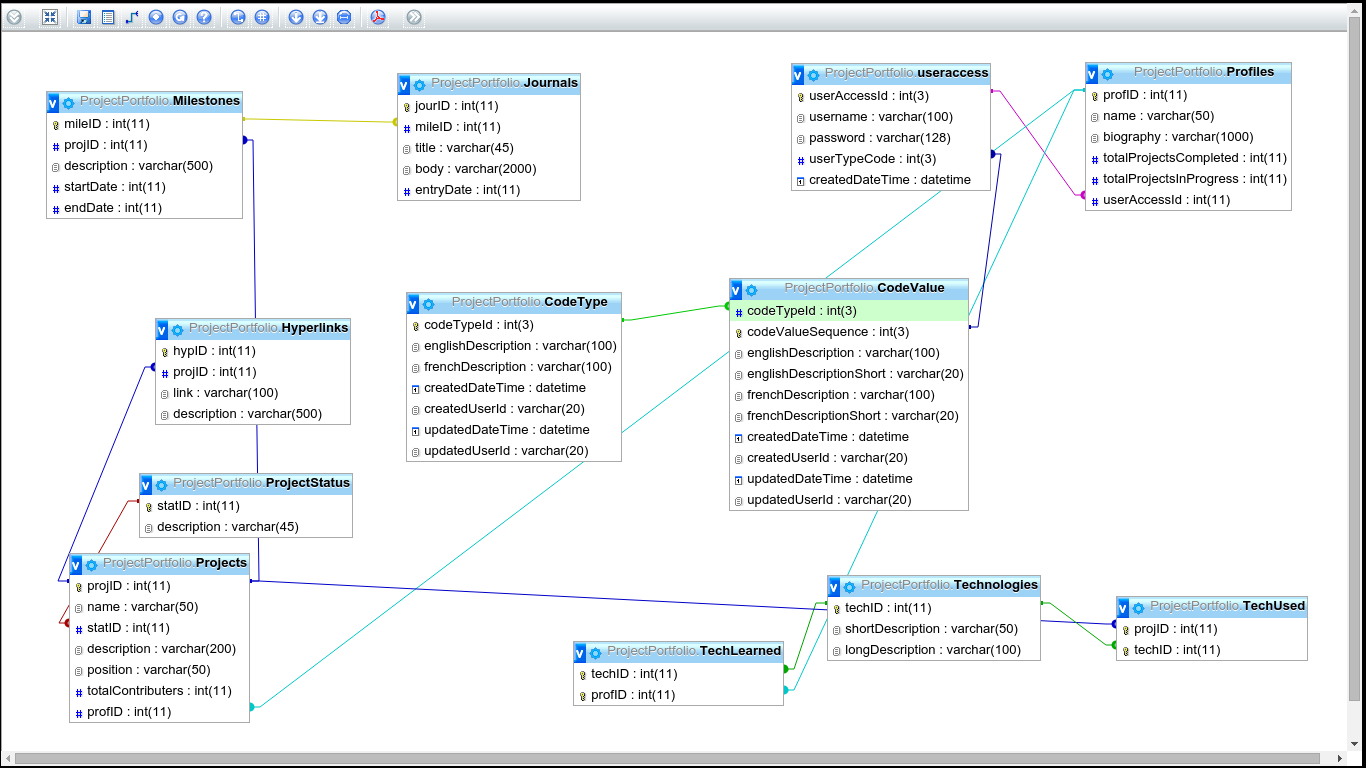 ProjectPortfolio.Milestones
mileID : int(11)
projID : int(11)
description : varchar(500)
startDate : int(11)
endDate : int(11)
ProjectPortfolio.Journals
jourID : int(11)
mileID : int(11)
title : varchar(45)
body : varchar(2000)
entryDate : int(11)
ProjectPortfolio.useraccess
userAccessId : int(3)
username : varchar(100)
password : varchar(128)
userTypeCode : int(3)
createdDateTime : datetime
ProjectPortfolio.Profiles
profID : int(11)
name : varchar(50)
biography : varchar(1000)
totalProjectsCompleted : int(11)
totalProjectsInProgress : int(11)
userAccessId : int(11)
ProjectPortfolio.Hyperlinks
hypID : int(11)
projID : int(11)
link : varchar(100)
description : varchar(500)
ProjectPortfolio.CodeType
codeTypeId : int(3)
englishDescription : varchar(100)
frenchDescription : varchar(100)
createdDateTime : datetime
createdUserId : varchar(20)
updatedDateTime : datetime
updatedUserId : varchar(20)
ProjectPortfolio.CodeValue
codeTypeId : int(3)
codeValueSequence : int(3)
englishDescription : varchar(100)
englishDescriptionShort : varchar(20)
frenchDescription : varchar(100)
frenchDescriptionShort : varchar(20)
createdDateTime : datetime
createdUserId : varchar(20)
updatedDateTime : datetime
updatedUserId : varchar(20)
ProjectPortfolio.ProjectStatus
statID : int(11)
description : varchar(45)
ProjectPortfolio.Projects
projID : int(11)
name : varchar(50)
statID : int(11)
description : varchar(200)
position : varchar(50)
totalContributers : int(11)
profID : int(11)
ProjectPortfolio.TechLearned
techID : int(11)
profID : int(11)
ProjectPortfolio.Technologies
techID : int(11)
shortDescription : varchar(50)
longDescription : varchar(100)
ProjectPortfolio.TechUsed
projID : int(11)
techID : int(11)